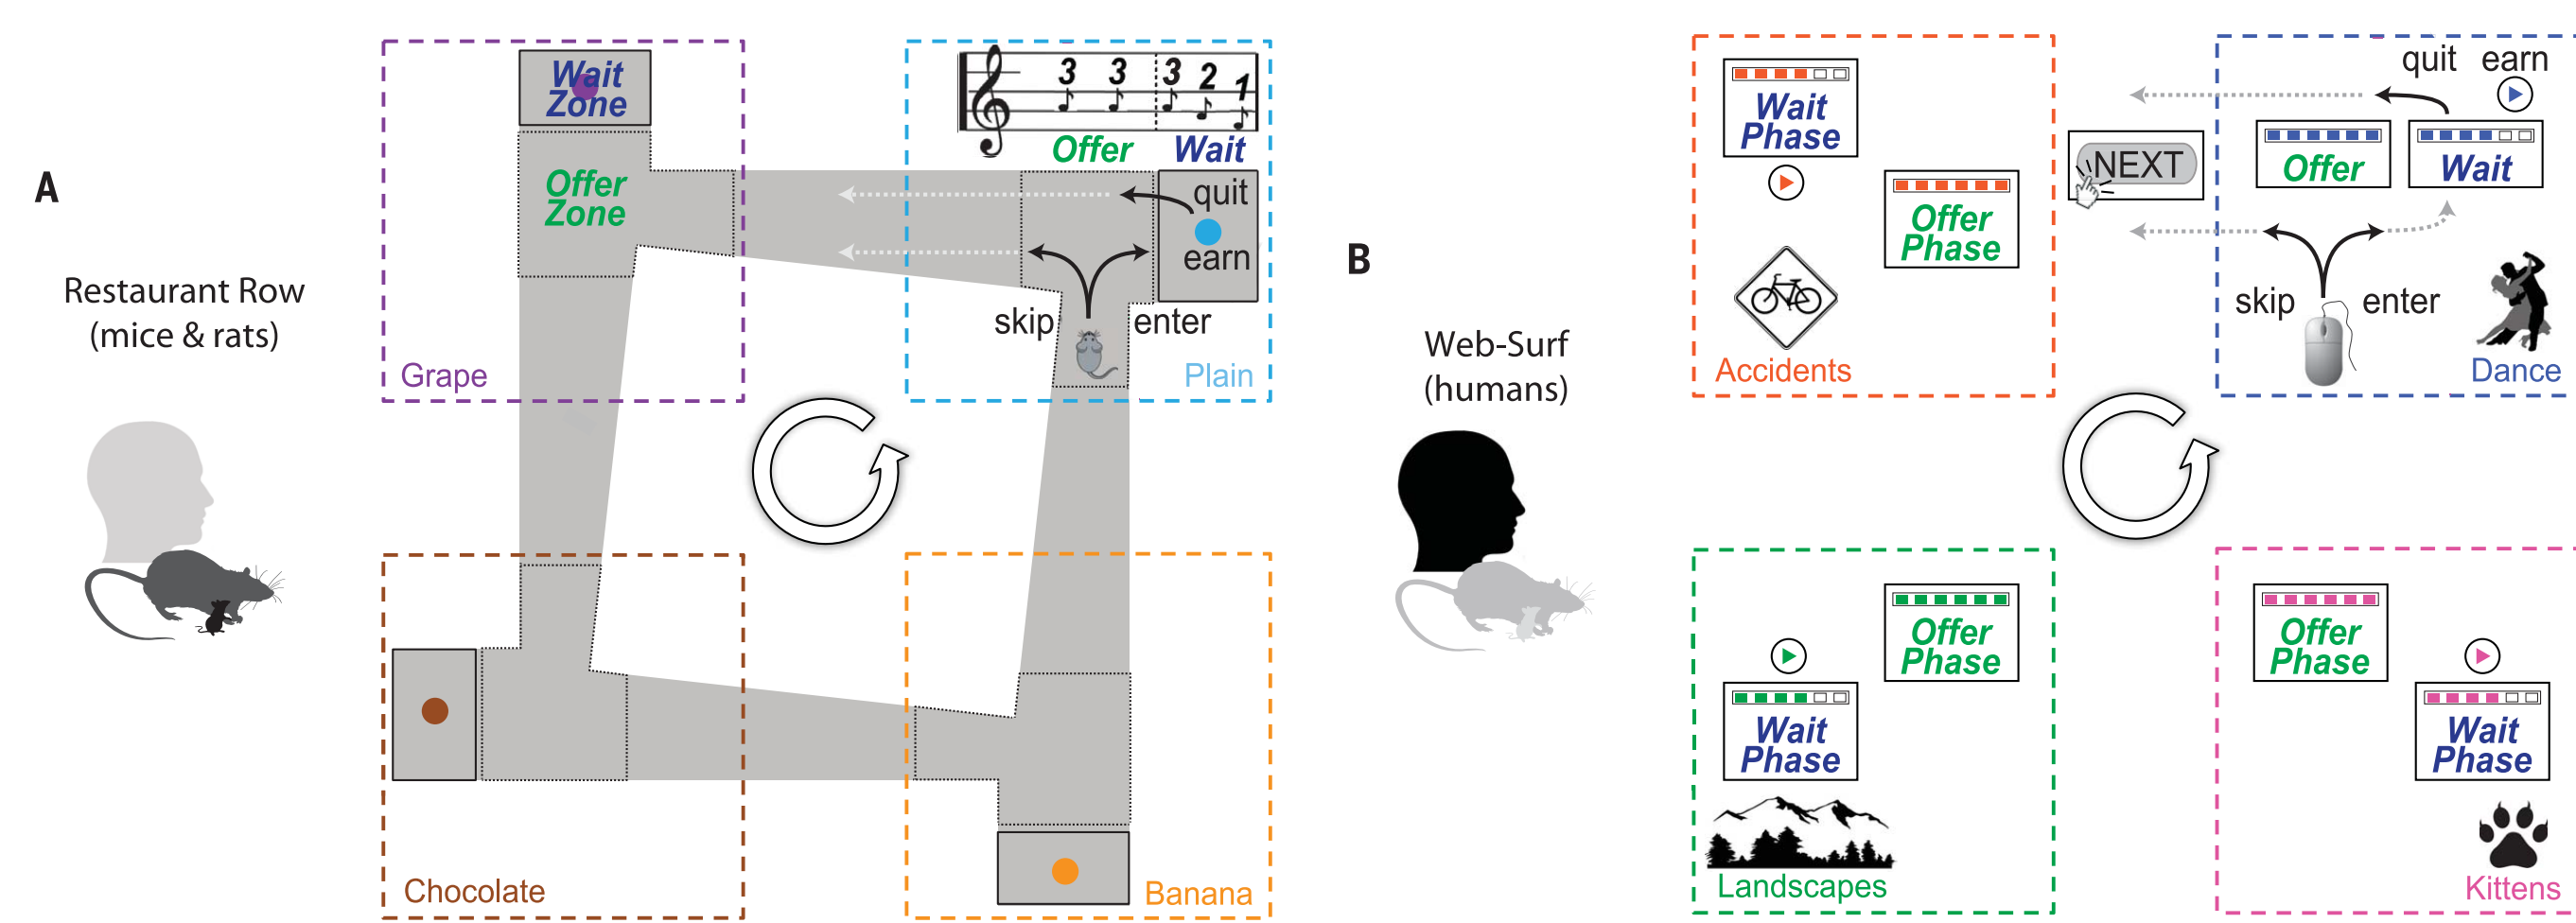 A
Restaurant Row
(mice & rats)
Wait
Zone
Offer
Zone
Grape
3 3 3 2 1
Offer Wait
quit
earn
skip enter
Plain
Chocolate
Banana
B
Web-Surf
(humans)
Wait
Phase
Offer
Phase
Accidents
NEXT
quit earn
Offer
Wait
skip enter
Dance
Offer
Phase
Wait
Phase
Landscapes
Offer
Phase
Wait
Phase
Kittens